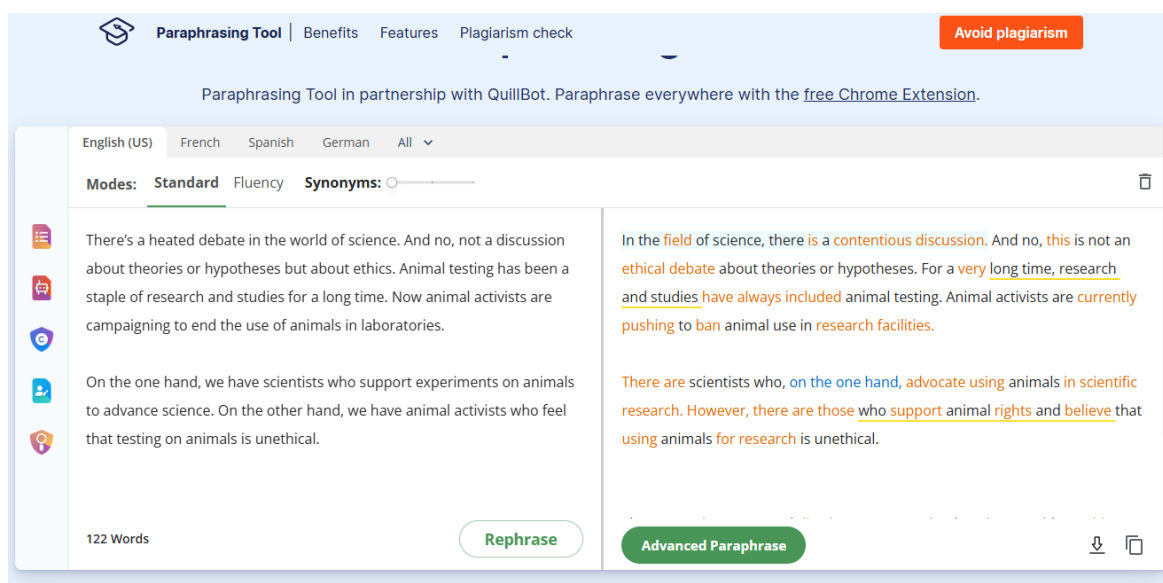 Paraphrasing Tool | Benefits Features Plagiarism check
Avoid plagiarism
Paraphrasing Tool in partnership with QuillBot. Paraphrase everywhere with the free Chrome Extension.
English (US) French Spanish German All
Modes: Standard Fluency Synonyms:
There's a heated debate in the world of science. And no, not a discussion
about theories or hypotheses but about ethics. Animal testing has been a
staple of research and studies for a long time. Now animal activists are
campaigning to end the use of animals in laboratories.
On the one hand, we have scientists who support experiments on animals
to advance science. On the other hand, we have animal activists who feel
that testing on animals is unethical.
122 Words
Rephrase
In the field of science, there is a contentious discussion. And no, this is not an
ethical debate about theories or hypotheses. For a very long time, research
and studies have always included animal testing. Animal activists are currently
pushing to ban animal use in research facilities.
There are scientists who, on the one hand, advocate using animals in scientific
research. However, there are those who support animal rights and believe that
using animals for research is unethical.
Advanced Paraphrase